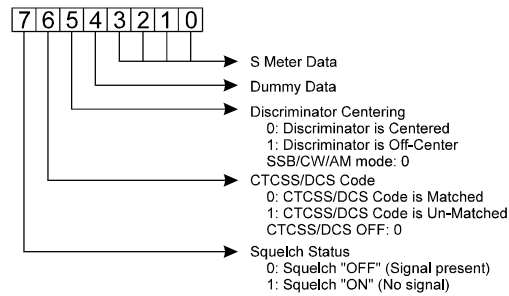 7 6 5 4 3 2 1 0
S Meter Data
Dummy Data
Discriminator Centering
0: Discriminator is Centered
1: Discriminator is Off-Center
SSB/CW/AM mode: 0
CTCSS/DCS Code
0: CTCSS/DCS Code is Matched
1: CTCSS/DCS Code is Un-Matched
CTCSS/DCS OFF: 0
Squelch Status
0: Squelch "OFF" (Signal present)
1: Squelch "ON" (No signal)